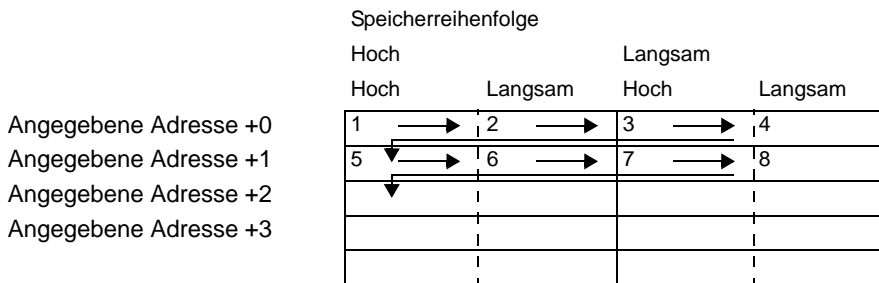 Speicherreihenfolge
Hoch Langsam
Hoch Langsam Hoch Langsam
Angegebene Adresse +0 1 2 3 4
Angegebene Adresse +1 5 6 7 8
Angegebene Adresse +2
Angegebene Adresse +3